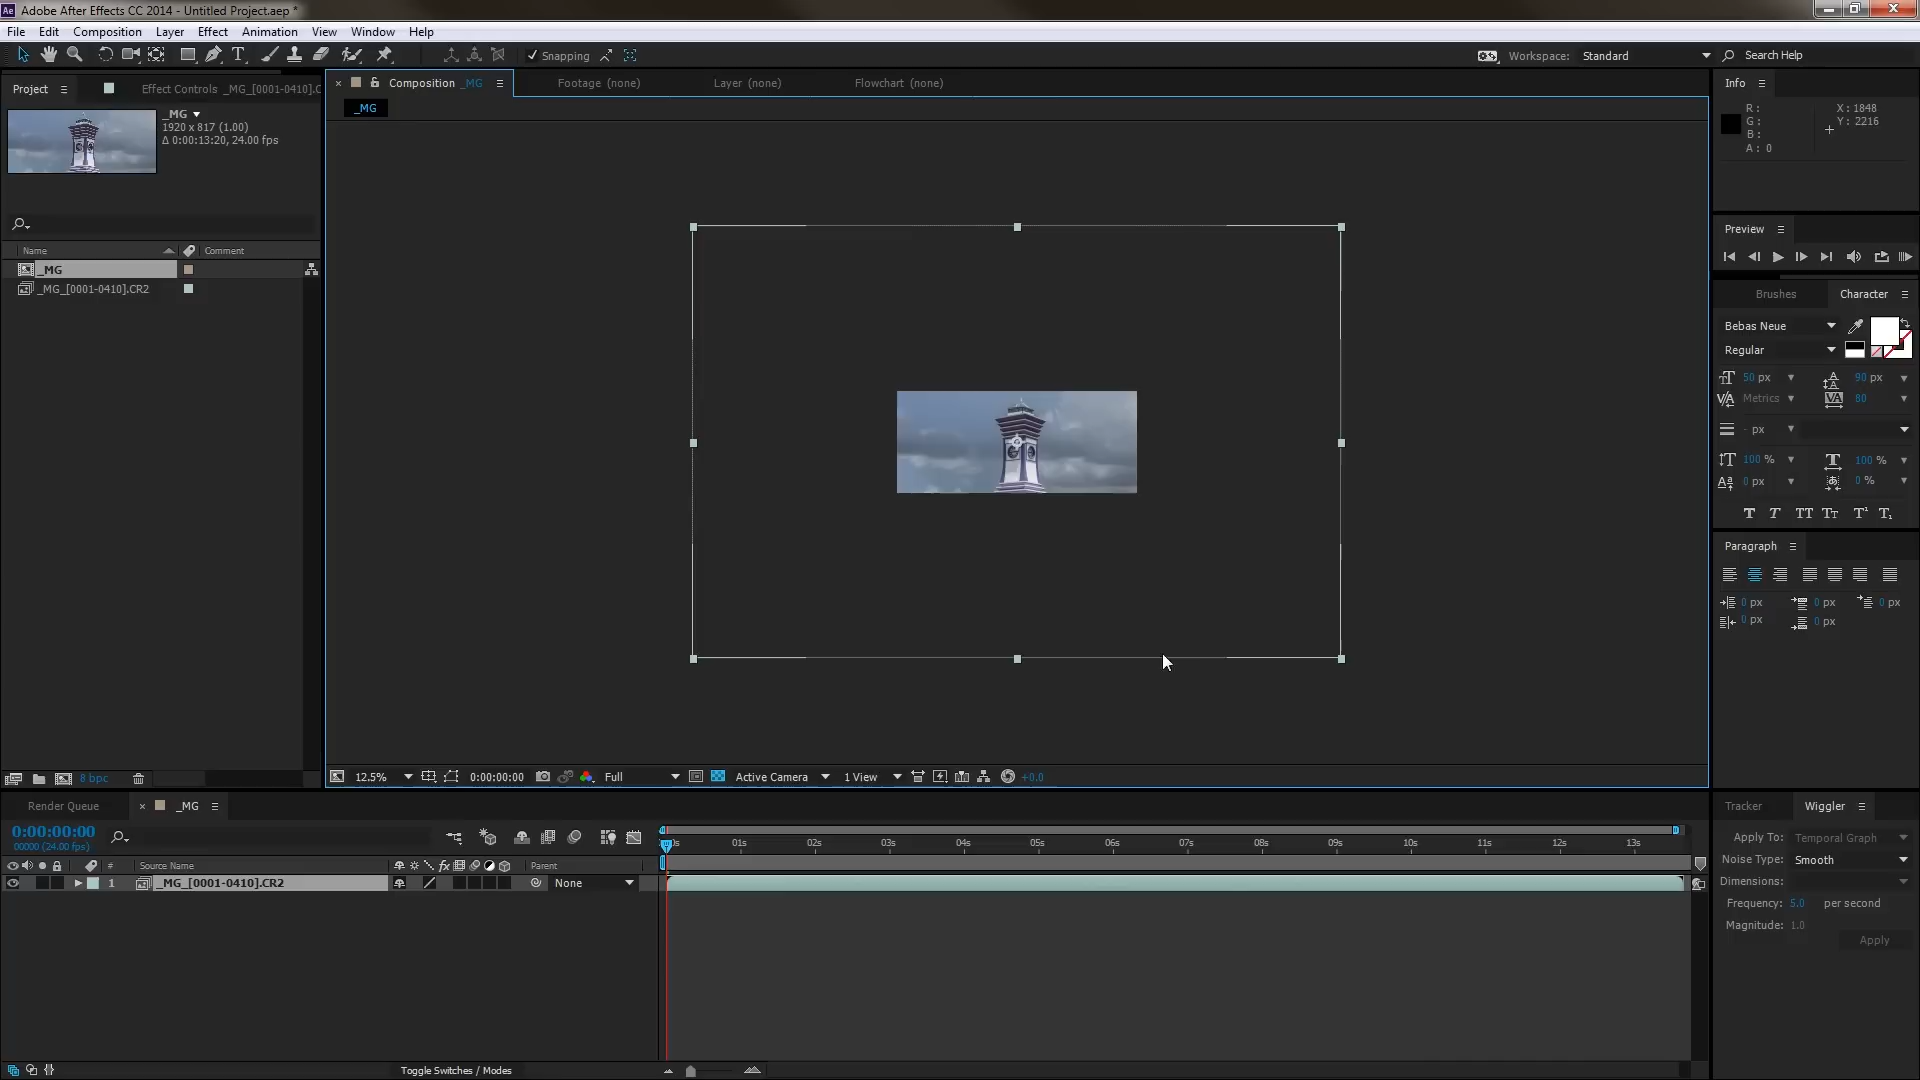 Adobe After Effects CC 2014 - Untitled Project.aep *
File Edit Composition Layer Effect Animation View Window Help
Snapping
Workspace: Standard
Search Help
Project
Effect Controls _MG_[0001-0410].C
Composition _MG
Footage (none)
Layer (none)
Flowchart (none)
Info
_MG
1920 x 817 (1.00)
Δ 0:00:13:20, 24.00 fps
_MG
R :
G :
B :
A : 0
X : 1848
Y : 2216
Preview
Name
Comment
_MG
_MG_[0001-0410].CR2
Brushes
Character
Bebas Neue
Regular
50 px
90 px
Metrics
80
- px
100 %
100 %
0 px
0 %
Paragraph
0 px
0 px
0 px
0 px
0 px
8 bpc
12.5%
0:00:00:00
Full
Active Camera
1 View
+0.0
Render Queue
_MG
Tracker
Wiggler
0:00:00:00
00000 (24.00 fps)
01s 02s 03s 04s 05s 06s 07s 08s 09s 10s 11s 12s 13s
# Source Name
Parent
1 _MG_[0001-0410].CR2
None
Apply To: Temporal Graph
Noise Type: Smooth
Dimensions:
Frequency: 5.0 per second
Magnitude: 1.0
Apply
Toggle Switches / Modes